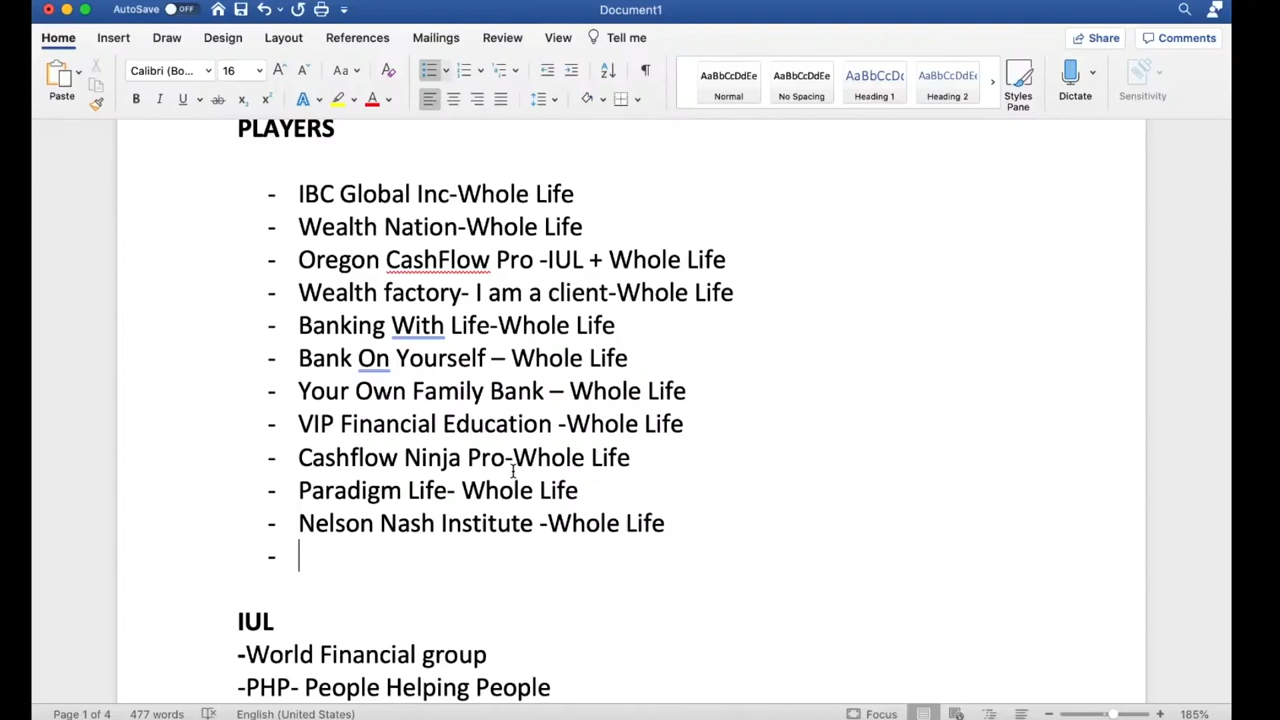 AutoSave OFF Document1
Home Insert Draw Design Layout References Mailings Review View Tell me Share Comments
Paste Calibri (Bo... 16 AaBbCcDdEe AaBbCcDdEe AaBbCcDc AaBbCcDdEe
Normal No Spacing Heading 1 Heading 2 Styles Pane Dictate Sensitivity
PLAYERS
- IBC Global Inc-Whole Life
- Wealth Nation-Whole Life
- Oregon CashFlow Pro -IUL + Whole Life
- Wealth factory- I am a client-Whole Life
- Banking With Life-Whole Life
- Bank On Yourself – Whole Life
- Your Own Family Bank – Whole Life
- VIP Financial Education -Whole Life
- Cashflow Ninja Pro-Whole Life
- Paradigm Life- Whole Life
- Nelson Nash Institute -Whole Life
-
IUL
-World Financial group
-PHP- People Helping People
Page 1 of 4 477 words English (United States) Focus 185%